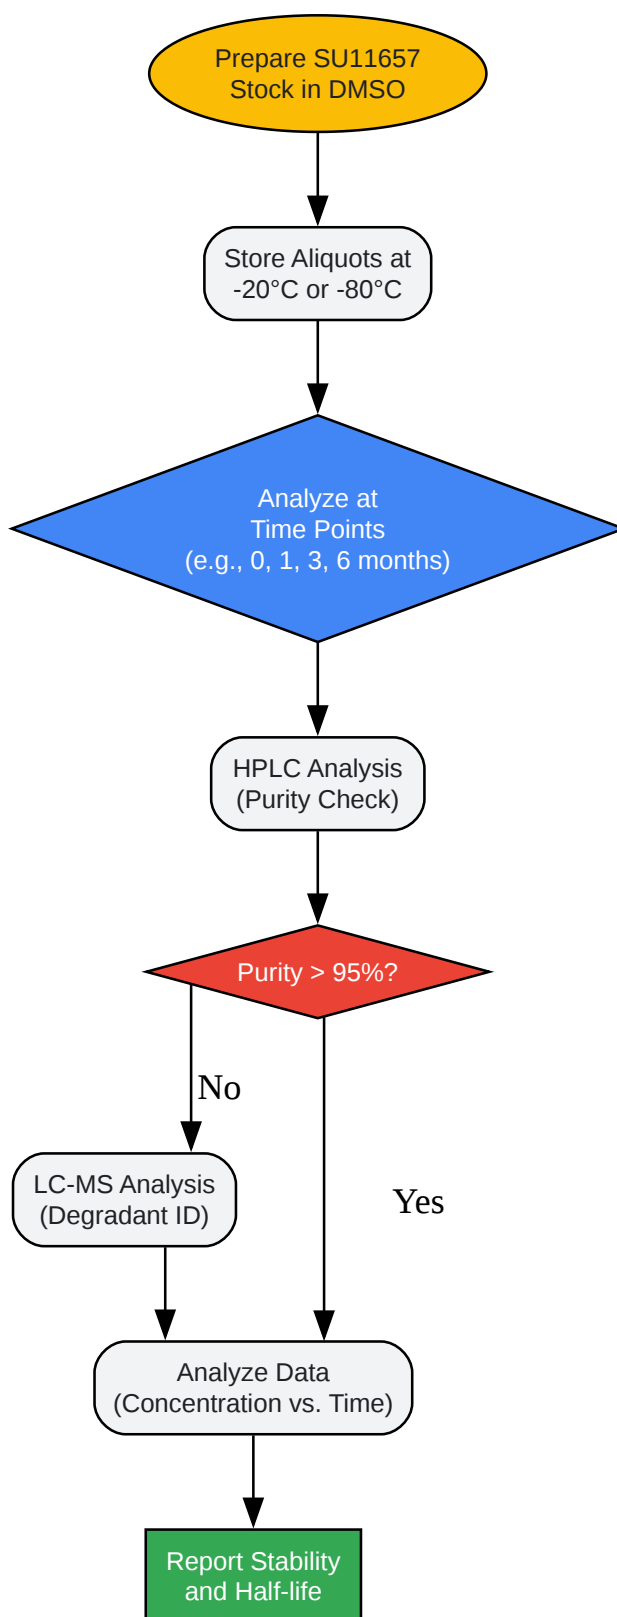 Prepare SU11657
Stock in DMSO
Store Aliquots at
-20°C or -80°C
Analyze at
Time Points
(e.g., 0, 1, 3, 6 months)
HPLC Analysis
(Purity Check)
Purity > 95%?
No
LC-MS Analysis
(Degradant ID)
Yes
Analyze Data
(Concentration vs. Time)
Report Stability
and Half-life